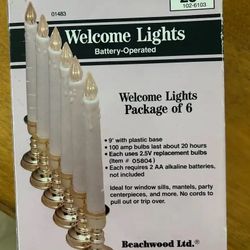 102-6103
01483
Welcome Lights
Battery-Operated
Welcome Lights
Package of 6
• 9" with plastic base
• 100 amp bulbs last about 20 hours
• Each uses 2.5V replacement bulbs
(Item # 05804)
• Each requires 2 AA alkaline batteries,
not included
Ideal for window sills, mantels, party
centerpieces, and more. No cords to
pull out or trip over.
Beachwood Ltd.®